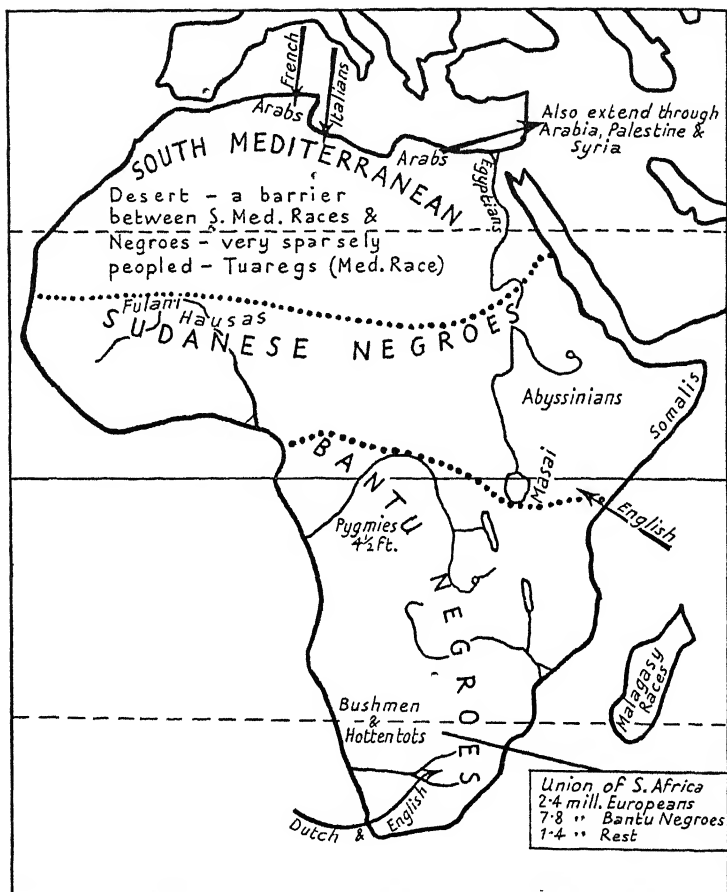 French
Italians
Arabs
SOUTH MEDITERRANEAN
Arabs
Also extend through
Arabia, Palestine &
Syria
Egyptians
Desert – a barrier
between S. Med. Races &
Negroes – very sparsely
peopled – Tuaregs (Med. Race)
Fulani
Hausas
SUDANESE NEGROES
Abyssinians
Somalis
Masai
English
BANTU NEGROES
Pygmies
4½ ft.
Malagasy
Races
Bushmen
&
Hottentots
Dutch & English
Union of S. Africa
2·4 mill. Europeans
7·8 " Bantu Negroes
1·4 " Rest